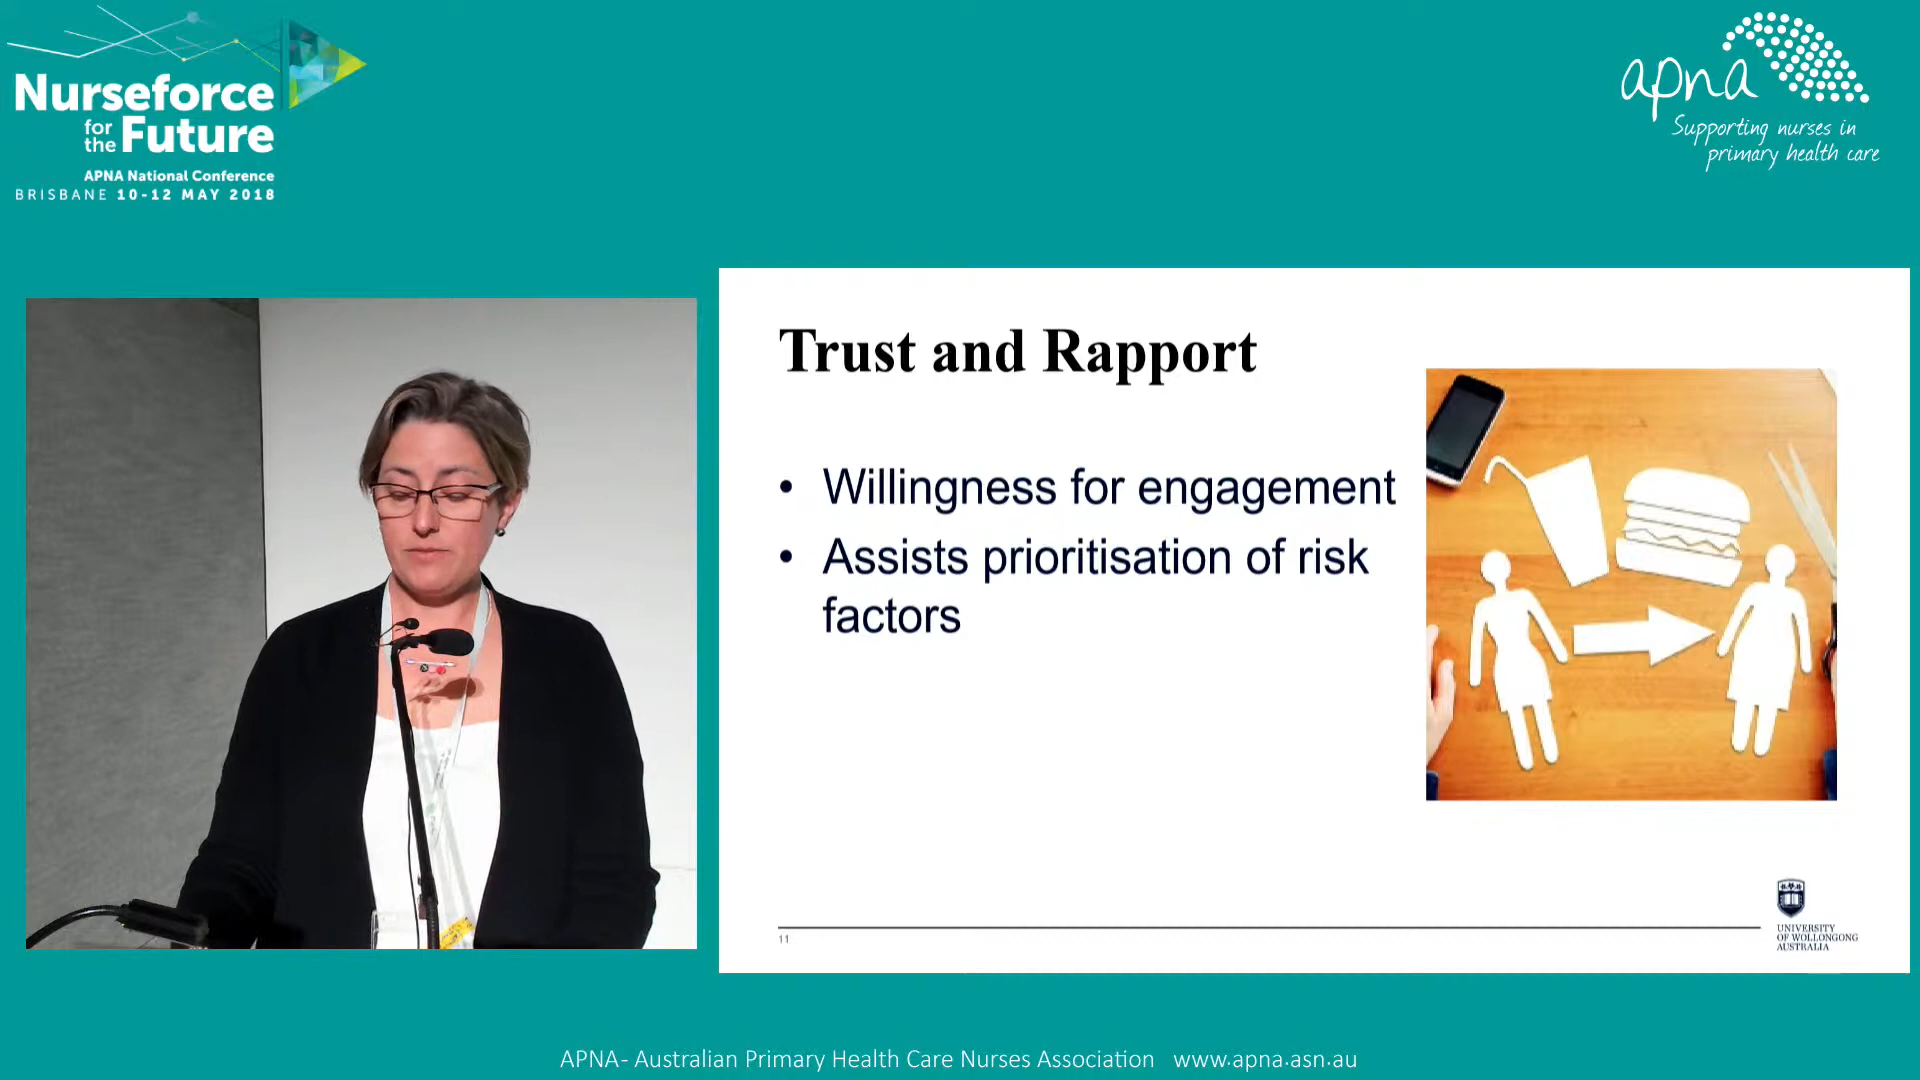 Nurseforce
for
the Future
APNA National Conference
BRISBANE 10-12 MAY 2018
apna
Supporting nurses in
primary health care
Trust and Rapport
• Willingness for engagement
• Assists prioritisation of risk
factors
11
UNIVERSITY
OF WOLLONGONG
AUSTRALIA
APNA- Australian Primary Health Care Nurses Association www.apna.asn.au